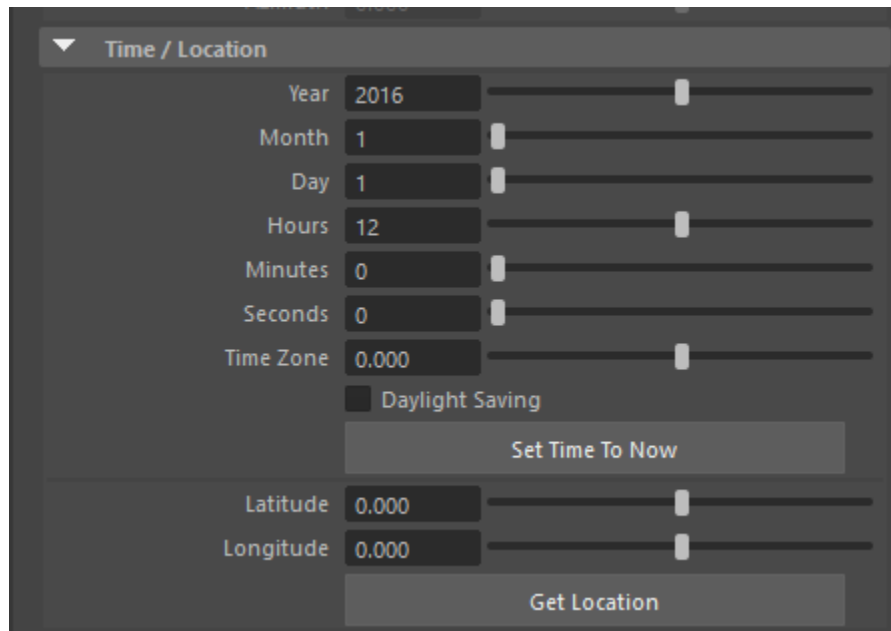 Time / Location
Year 2016
Month 1
Day 1
Hours 12
Minutes 0
Seconds 0
Time Zone 0.000
Daylight Saving
Set Time To Now
Latitude 0.000
Longitude 0.000
Get Location